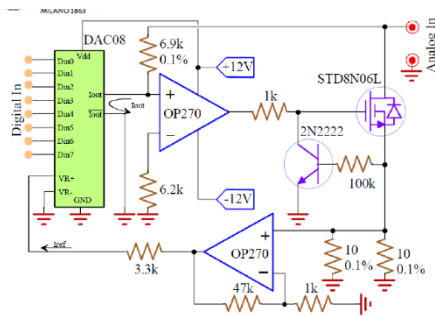 MILANO 1863
DAC08
Vdd
6.9k
0.1%
+12V
Analog In
STD8N06L
Digital In
Din0
Din1
Din2
Din3
Din4
Din5
Din6
Din7
Iout
Iout
Iout
+
-
OP270
1k
2N2222
100k
VR+
VR-
GND
6.2k
-12V
Iref
3.3k
OP270
+
-
10
0.1%
10
0.1%
47k
1k